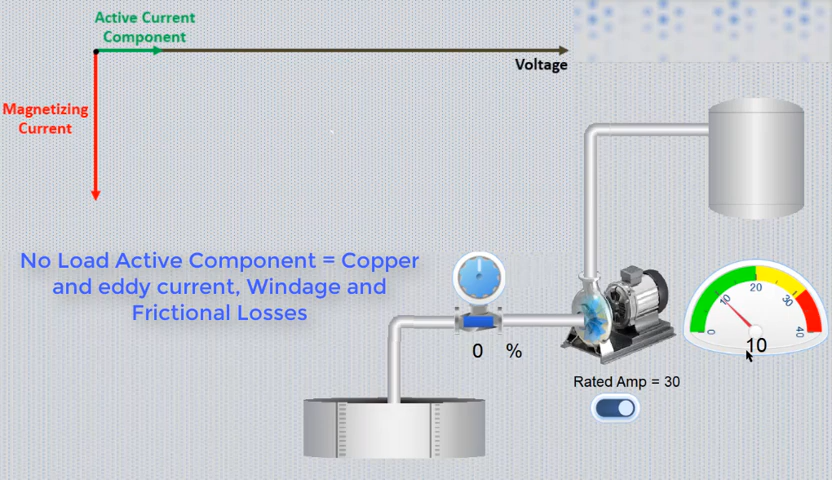 Active Current
Component
Voltage
Magnetizing
Current
No Load Active Component = Copper
and eddy current, Windage and
Frictional Losses
0 %
0 10 20 30 40
10
Rated Amp = 30